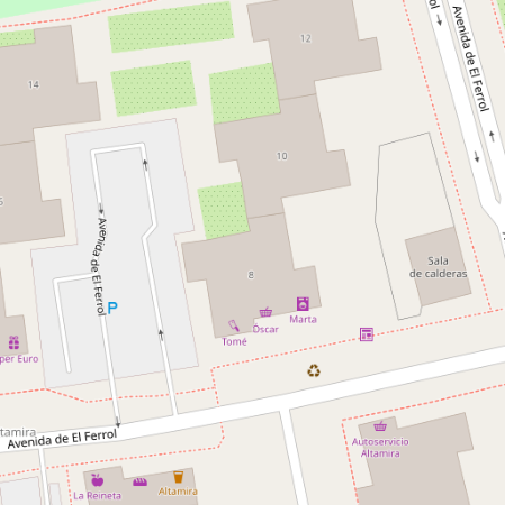 12
14
10
Avenida de El Ferrol
Avenida de El Ferrol
8
Sala
de calderas
P
Marta
Oscar
Tomé
per Euro
Altamira
Avenida de El Ferrol
Autoservicio
Altamira
La Reineta